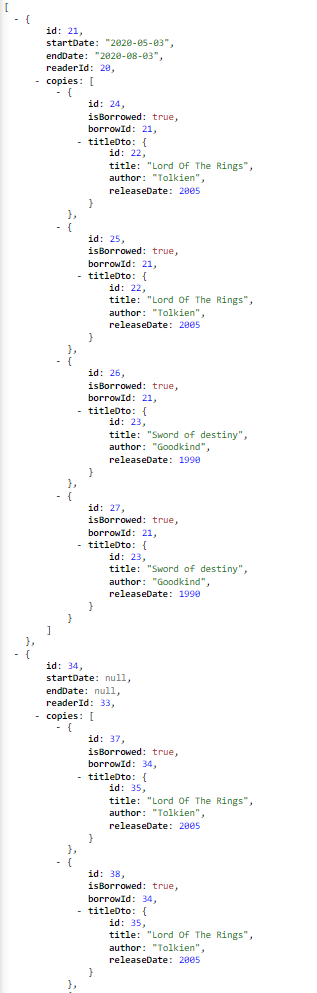 [
- {
id: 21,
startDate: "2020-05-03",
endDate: "2020-08-03",
readerId: 20,
- copies: [
- {
id: 24,
isBorrowed: true,
borrowId: 21,
- titleDto: {
id: 22,
title: "Lord Of The Rings",
author: "Tolkien",
releaseDate: 2005
}
},
- {
id: 25,
isBorrowed: true,
borrowId: 21,
- titleDto: {
id: 22,
title: "Lord Of The Rings",
author: "Tolkien",
releaseDate: 2005
}
},
- {
id: 26,
isBorrowed: true,
borrowId: 21,
- titleDto: {
id: 23,
title: "Sword of destiny",
author: "Goodkind",
releaseDate: 1990
}
},
- {
id: 27,
isBorrowed: true,
borrowId: 21,
- titleDto: {
id: 23,
title: "Sword of destiny",
author: "Goodkind",
releaseDate: 1990
}
}
]
},
- {
id: 34,
startDate: null,
endDate: null,
readerId: 33,
- copies: [
- {
id: 37,
isBorrowed: true,
borrowId: 34,
- titleDto: {
id: 35,
title: "Lord Of The Rings",
author: "Tolkien",
releaseDate: 2005
}
},
- {
id: 38,
isBorrowed: true,
borrowId: 34,
- titleDto: {
id: 35,
title: "Lord Of The Rings",
author: "Tolkien",
releaseDate: 2005
}
},